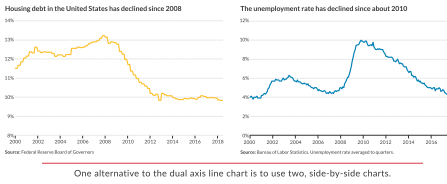 Housing debt in the United States has declined since 2008
14%
13%
12%
11%
10%
9%
8%
2000 2002 2004 2006 2008 2010 2012 2014 2016 2018
Source: Federal Reserve Board of Governors
The unemployment rate has declined since about 2010
12%
10%
8%
6%
4%
2%
0%
2000 2002 2004 2006 2008 2010 2012 2014 2016
Source: Bureau of Labor Statistics. Unemployment rate averaged to quarters.
One alternative to the dual axis line chart is to use two, side-by-side charts.